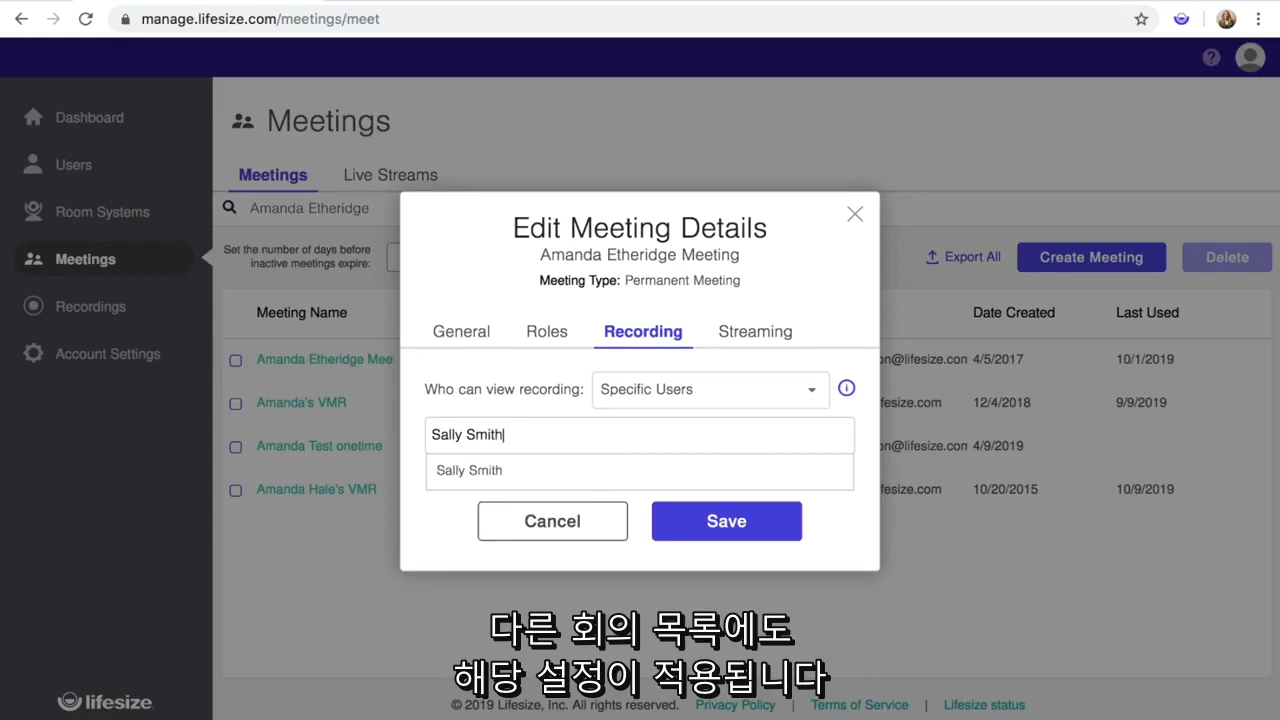 manage.lifesize.com/meetings/meet
Dashboard
Users
Room Systems
Meetings
Recordings
Account Settings
lifesize
Meetings
Meetings
Live Streams
Amanda Etheridge
Set the number of days before
inactive meetings expire:
Export All
Create Meeting
Delete
Meeting Name
Date Created
Last Used
Amanda Etheridge Mee
on@lifesize.com 4/5/2017 10/1/2019
Amanda's VMR
fesize.com 12/4/2018 9/9/2019
Amanda Test onetime
on@lifesize.com 4/9/2019
Amanda Hale's VMR
fesize.com 10/20/2015 10/9/2019
Edit Meeting Details
Amanda Etheridge Meeting
Meeting Type: Permanent Meeting
General
Roles
Recording
Streaming
Who can view recording: Specific Users
Sally Smith
Sally Smith
Cancel
Save
다른 회의 목록에도
해당 설정이 적용됩니다
© 2019 Lifesize, Inc. All rights reserved. Privacy Policy | Terms of Service | Lifesize status